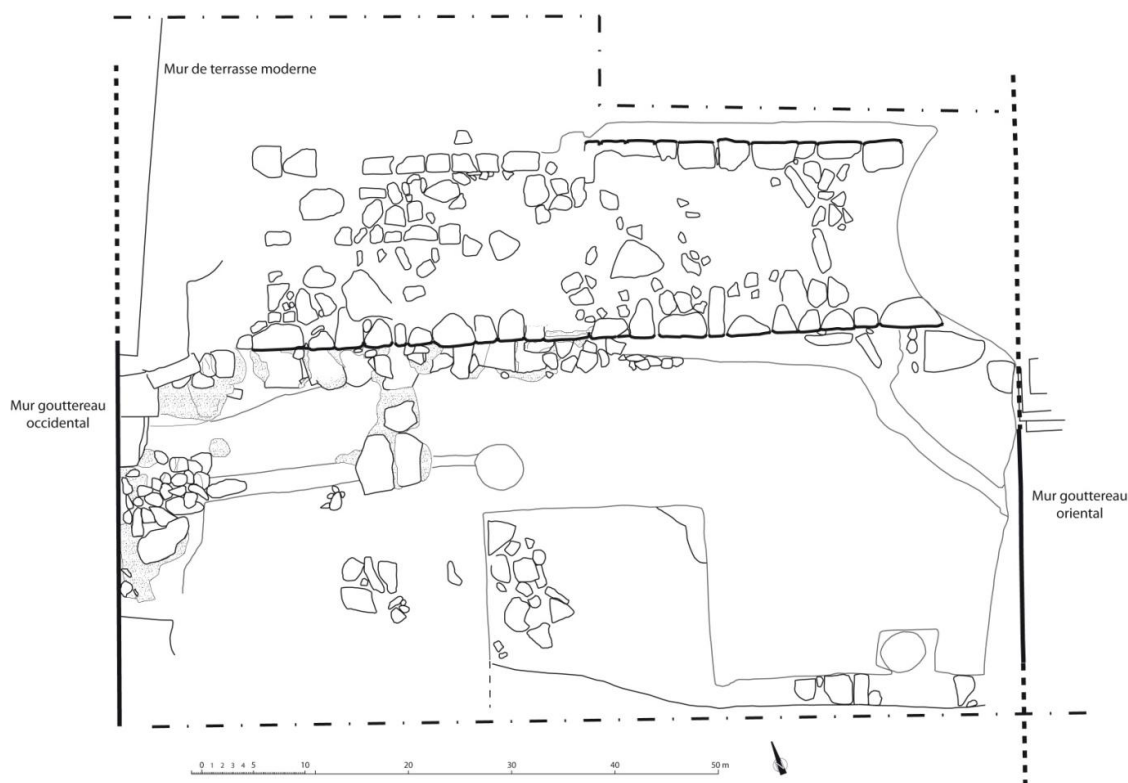 Mur de terrasse moderne
Mur gouttereau
occidental
Mur gouttereau
oriental
0 1 2 3 4 5 10 20 30 40 50 m